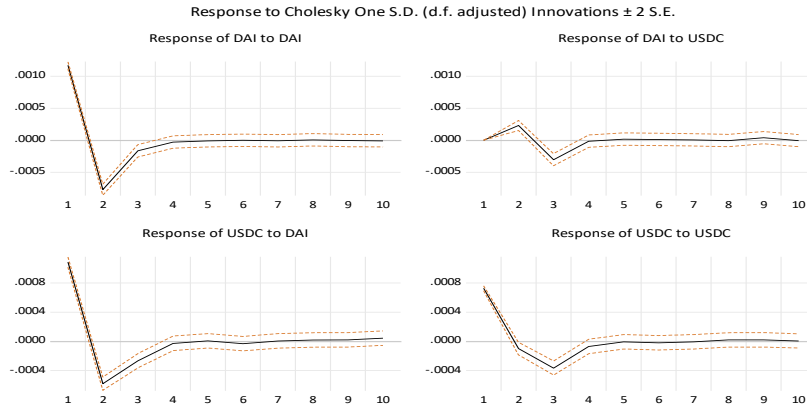 Response to Cholesky One S.D. (d.f. adjusted) Innovations ± 2 S.E.
Response of DAI to DAI
.0010
.0005
.0000
-.0005
1 2 3 4 5 6 7 8 9 10
Response of DAI to USDC
.0010
.0005
.0000
-.0005
1 2 3 4 5 6 7 8 9 10
Response of USDC to DAI
.0008
.0004
.0000
-.0004
1 2 3 4 5 6 7 8 9 10
Response of USDC to USDC
.0008
.0004
.0000
-.0004
1 2 3 4 5 6 7 8 9 10